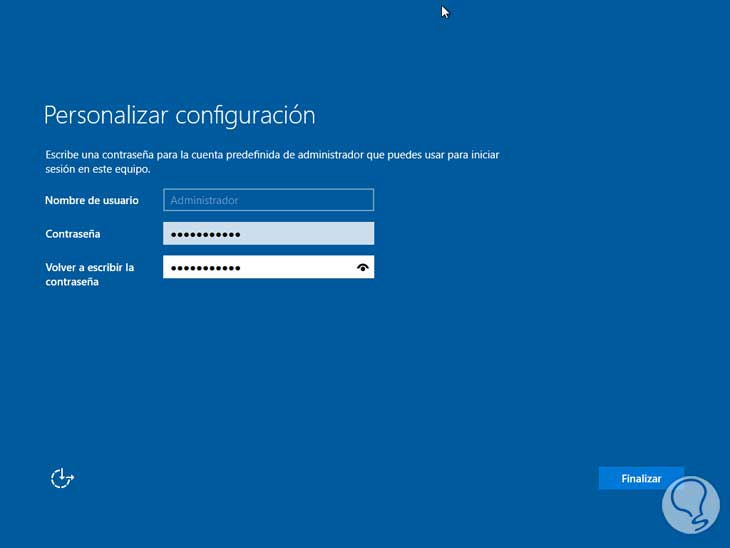 Personalizar configuración
Escribe una contraseña para la cuenta predefinida de administrador que puedes usar para iniciar
sesión en este equipo.
Nombre de usuario Administrador
Contraseña •••••••••••
Volver a escribir la •••••••••••
contraseña
Finalizar